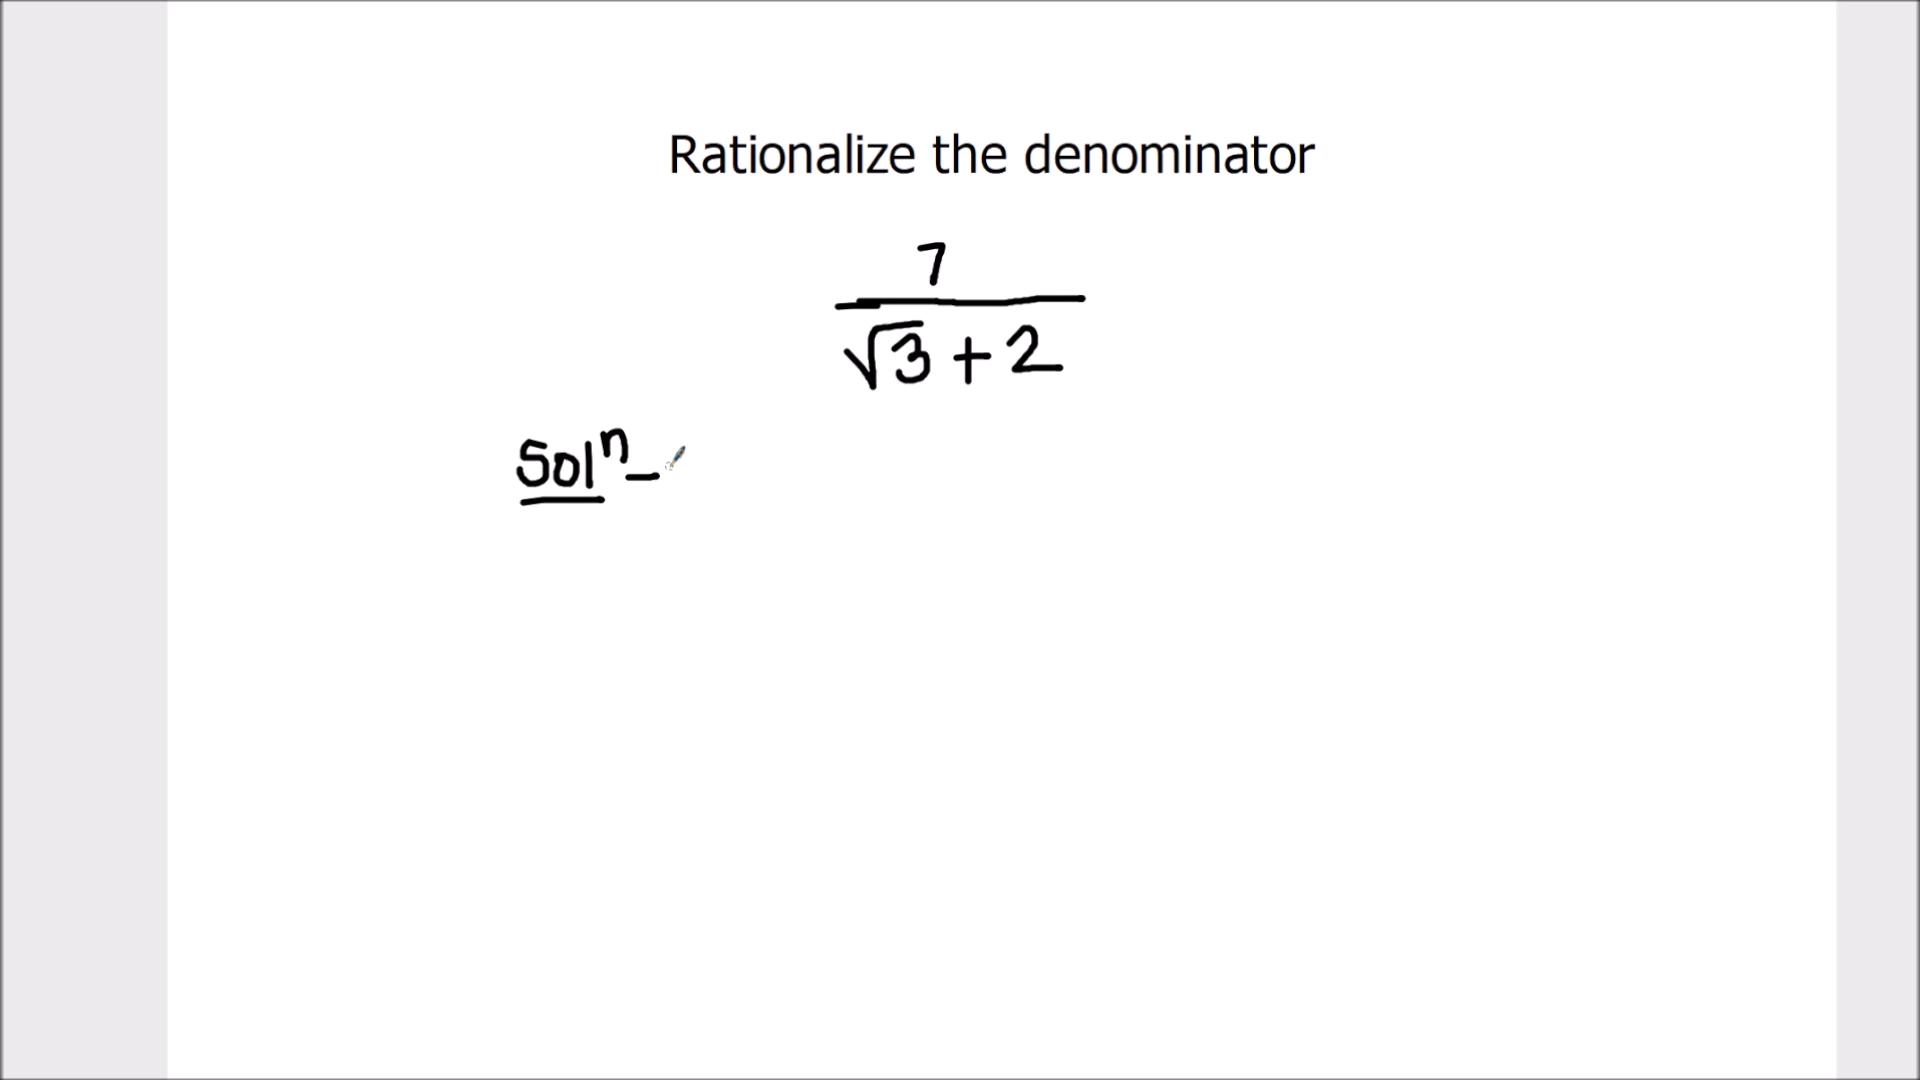 Rationalize the denominator
7
√3 + 2
Solⁿ –